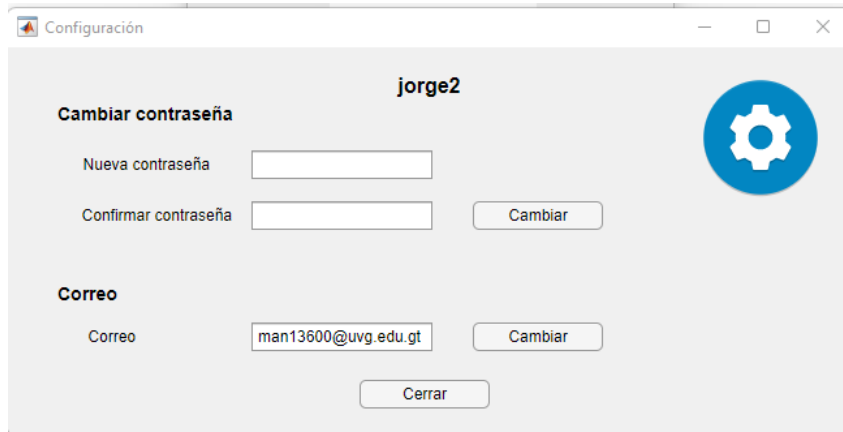 Configuración
jorge2
Cambiar contraseña
Nueva contraseña
Confirmar contraseña Cambiar
Correo
Correo man13600@uvg.edu.gt Cambiar
Cerrar